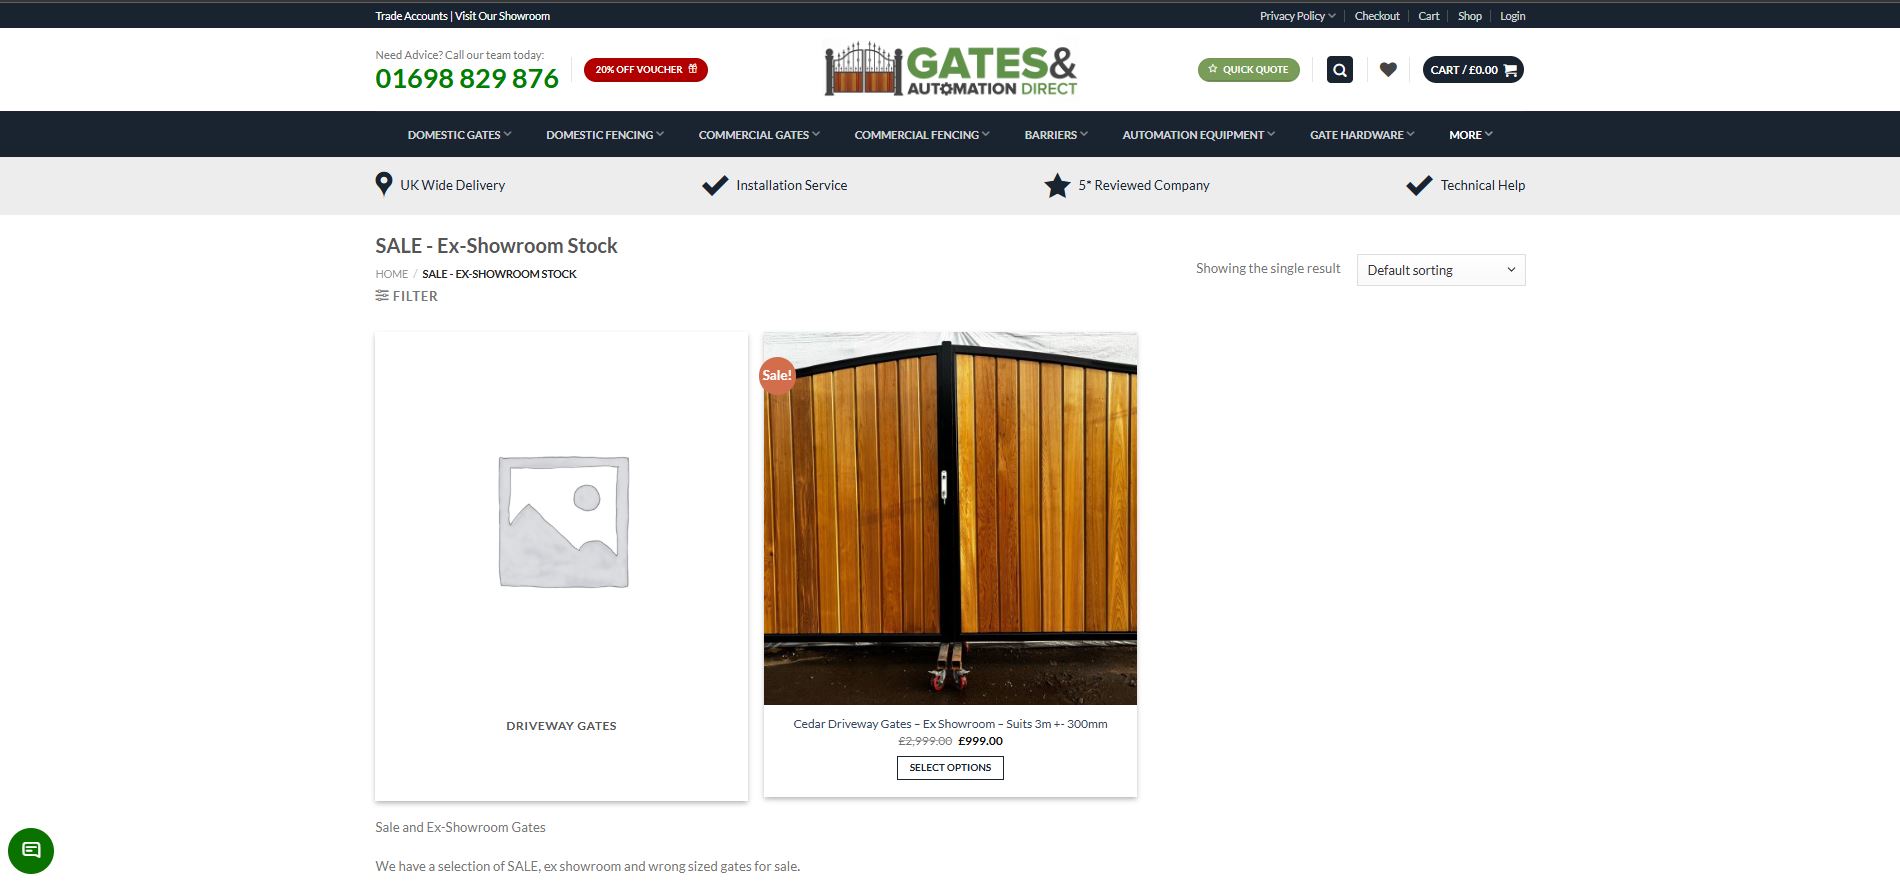 Trade Accounts | Visit Our Showroom
Privacy Policy
Checkout
Cart
Shop
Login
Need Advice? Call our team today:
01698 829 876
20% OFF VOUCHER
GATES&
AUTOMATION DIRECT
QUICK QUOTE
CART / £0.00
DOMESTIC GATES
DOMESTIC FENCING
COMMERCIAL GATES
COMMERCIAL FENCING
BARRIERS
AUTOMATION EQUIPMENT
GATE HARDWARE
MORE
UK Wide Delivery
Installation Service
5* Reviewed Company
Technical Help
SALE - Ex-Showroom Stock
HOME / SALE - EX-SHOWROOM STOCK
FILTER
Showing the single result
Default sorting
DRIVEWAY GATES
Sale!
Cedar Driveway Gates – Ex Showroom – Suits 3m +- 300mm
£2,999.00 £999.00
SELECT OPTIONS
Sale and Ex-Showroom Gates
We have a selection of SALE, ex showroom and wrong sized gates for sale.